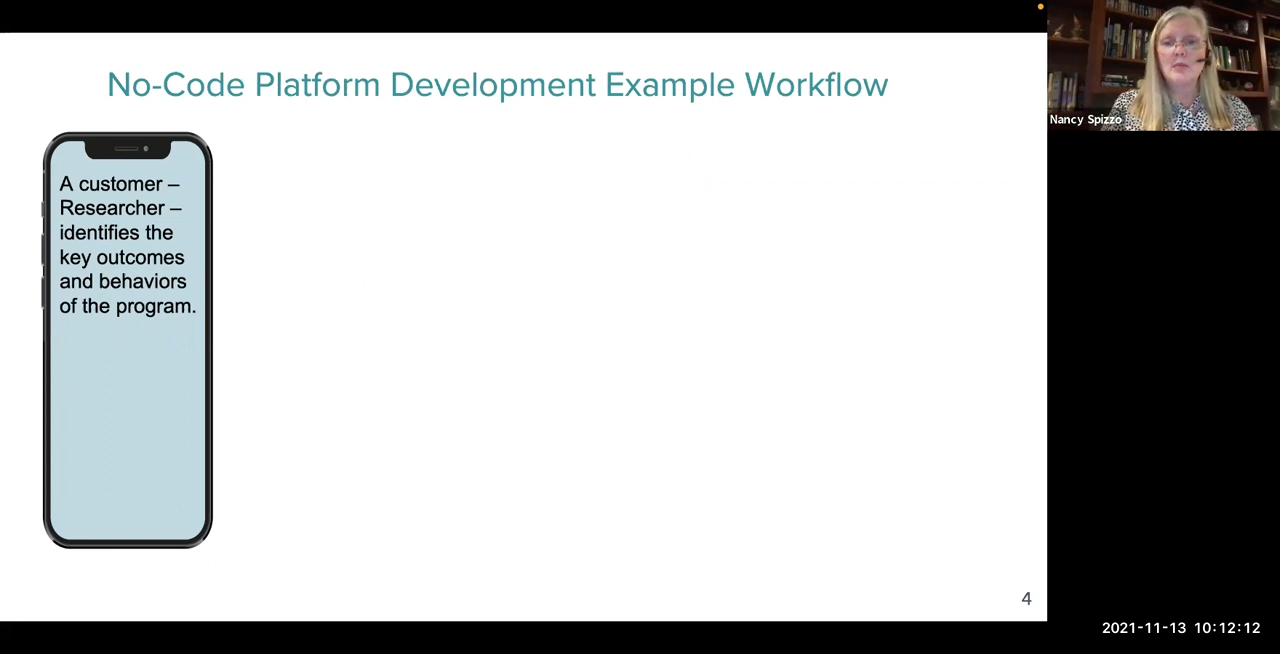 No-Code Platform Development Example Workflow
A customer –
Researcher –
identifies the
key outcomes
and behaviors
of the program.
4
Nancy Spizzo
2021-11-13 10:12:12